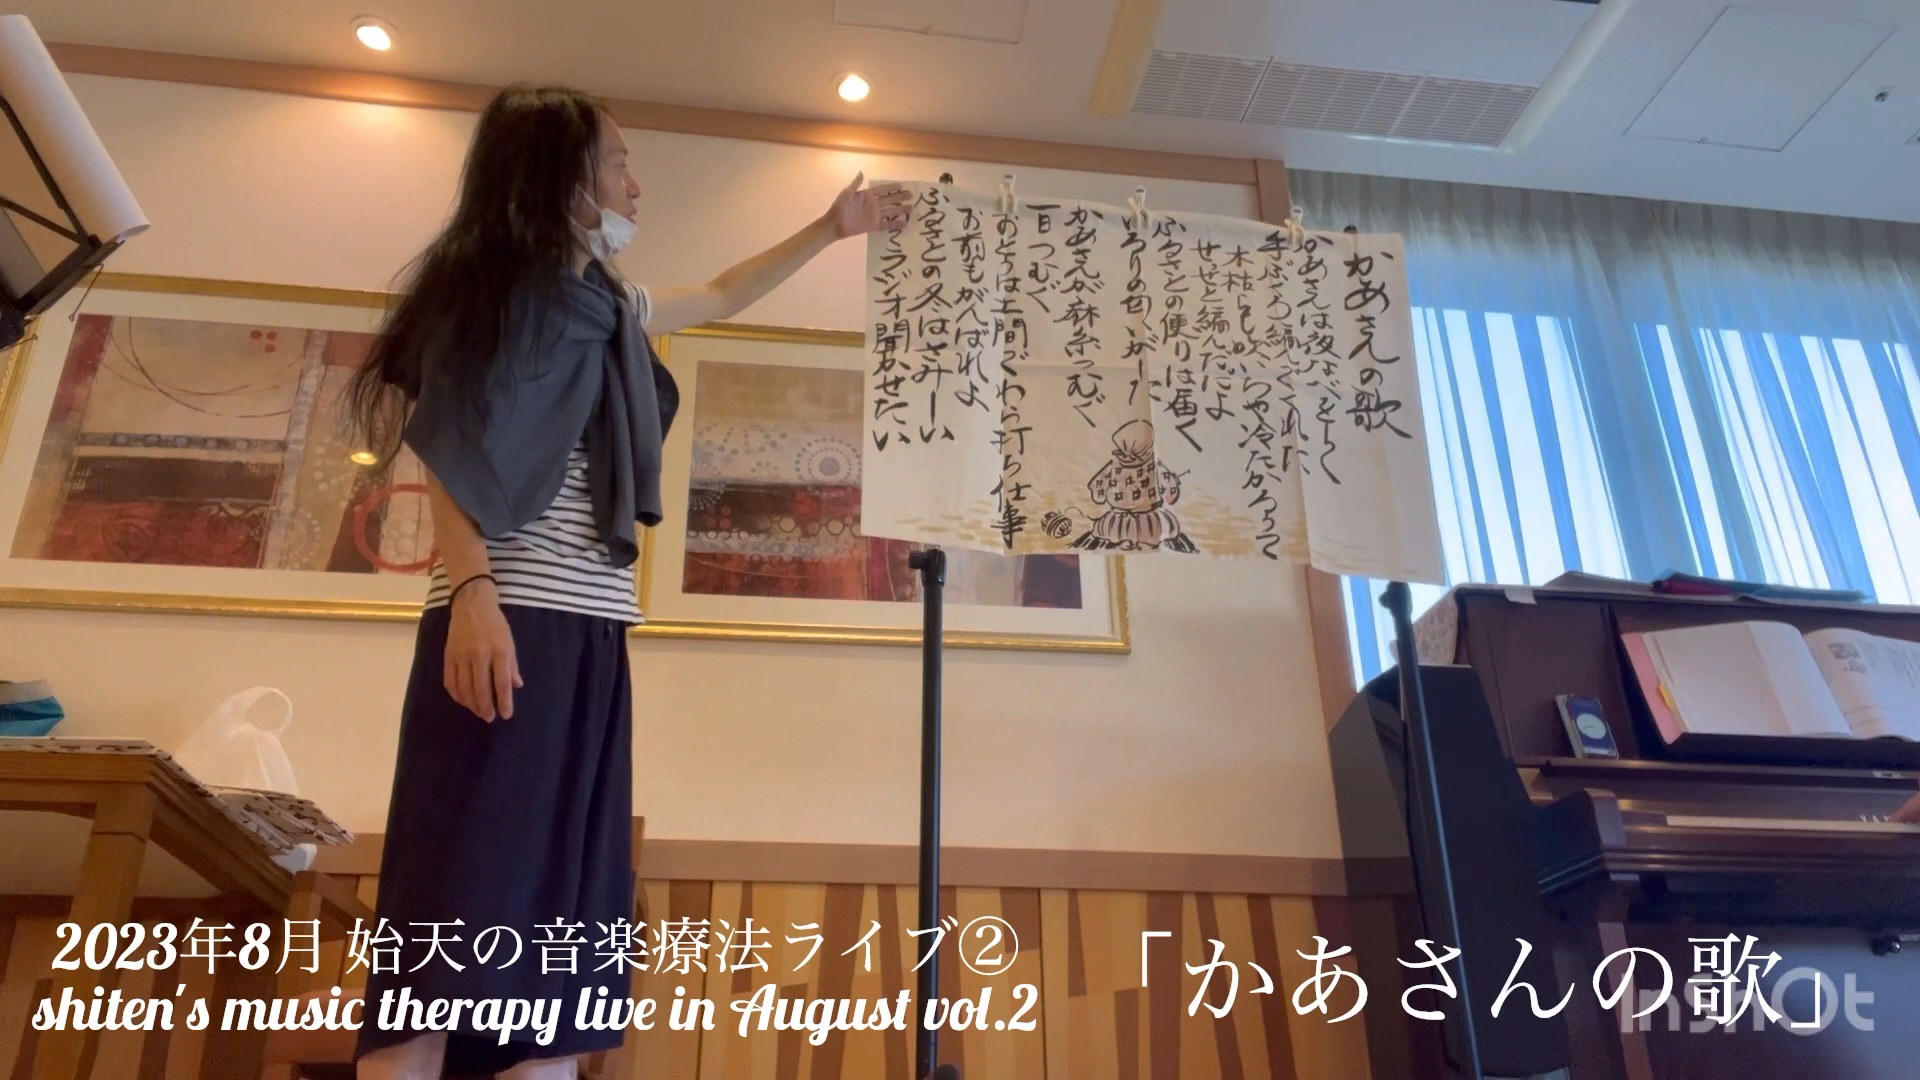 かあさんの歌
かあさんは夜なべをして
手ぶくろ編んでくれた
木枯らしも吹いちゃ冷たかろうて
せっせと編んだだよ
ふるさとの便りは届く
いろりの匂いがした
かあさんが麻糸つむぐ
一日つむぐ
おとうは土間でわら打ち仕事
お前もがんばれよ
ふるさとの冬はさみーい
ラジオ聞かせたい
2023年8月 始天の音楽療法ライブ② 「かあさんの歌」
shiten's music therapy live in August vol.2
InShOt